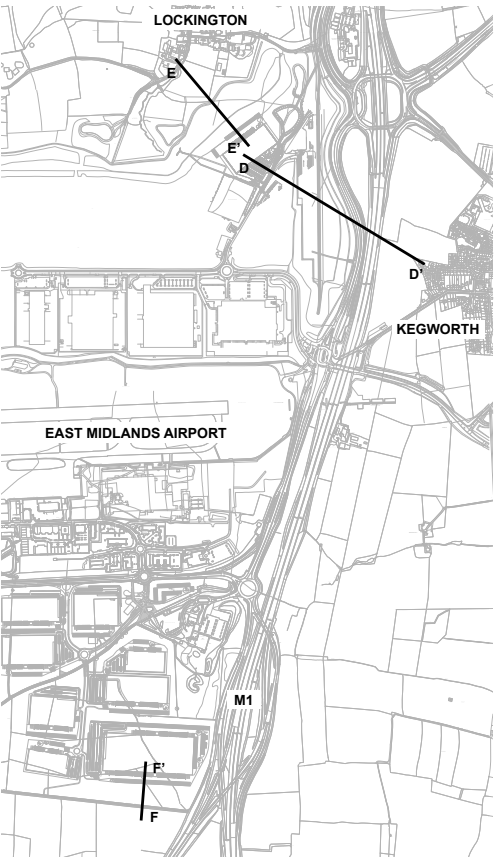 LOCKINGTON
E
E'
D
D'
KEGWORTH
EAST MIDLANDS AIRPORT
M1
F'
F